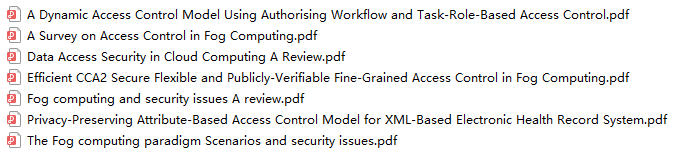 A Dynamic Access Control Model Using Authorising Workflow and Task-Role-Based Access Control.pdf
A Survey on Access Control in Fog Computing.pdf
Data Access Security in Cloud Computing A Review.pdf
Efficient CCA2 Secure Flexible and Publicly-Verifiable Fine-Grained Access Control in Fog Computing.pdf
Fog computing and security issues A review.pdf
Privacy-Preserving Attribute-Based Access Control Model for XML-Based Electronic Health Record System.pdf
The Fog computing paradigm Scenarios and security issues.pdf